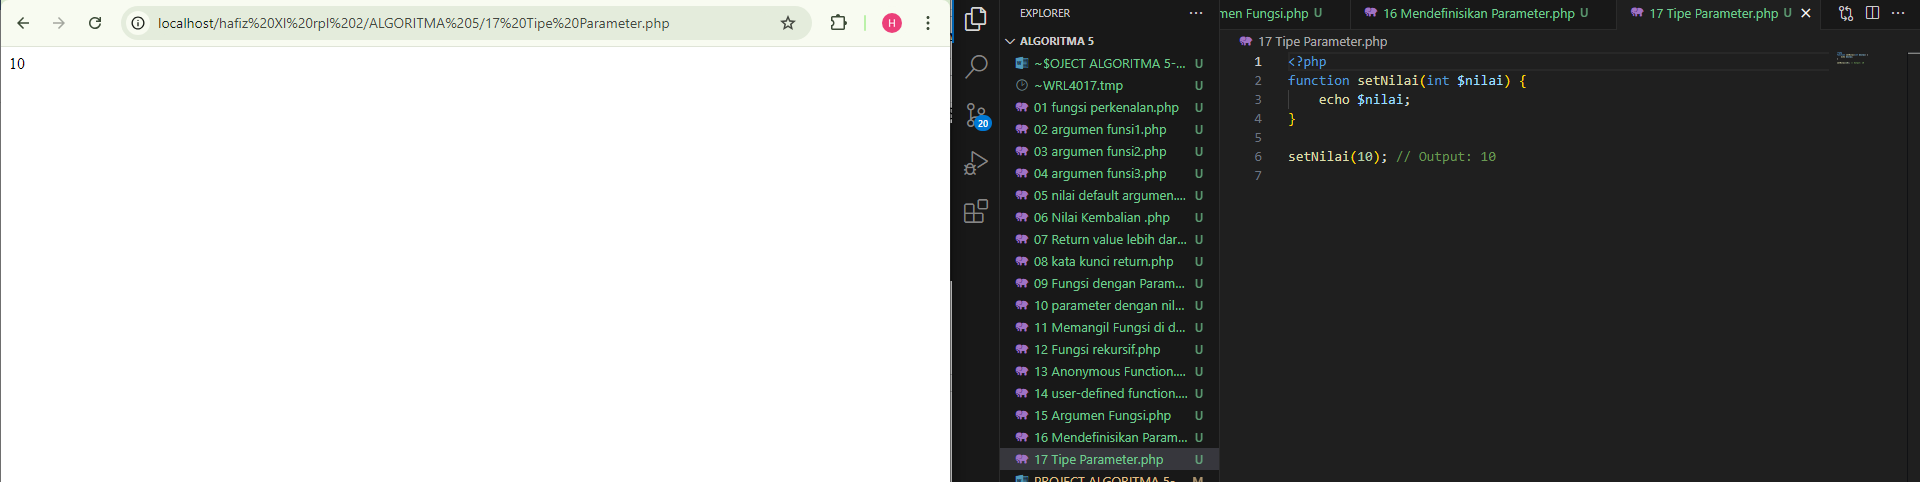 localhost/hafiz%20XI%20rpl%202/ALGORITMA%205/17%20Tipe%20Parameter.php
H
10
EXPLORER
ALGORITMA 5
~$OJECT ALGORITMA 5-... U
~WRL4017.tmp U
01 fungsi perkenalan.php U
02 argumen funsi1.php U
03 argumen funsi2.php U
04 argumen funsi3.php U
05 nilai default argumen.... U
06 Nilai Kembalian .php U
07 Return value lebih dar... U
08 kata kunci return.php U
09 Fungsi dengan Param... U
10 parameter dengan nil... U
11 Memangil Fungsi di d... U
12 Fungsi rekursif.php U
13 Anonymous Function.... U
14 user-defined function.... U
15 Argumen Fungsi.php U
16 Mendefinisikan Param... U
17 Tipe Parameter.php U
PROJECT ALGORITMA 5-... M
20
men Fungsi.php U
16 Mendefinisikan Parameter.php U
17 Tipe Parameter.php U
17 Tipe Parameter.php
1 <?php
2 function setNilai(int $nilai) {
3 echo $nilai;
4 }
5
6 setNilai(10); // Output: 10
7